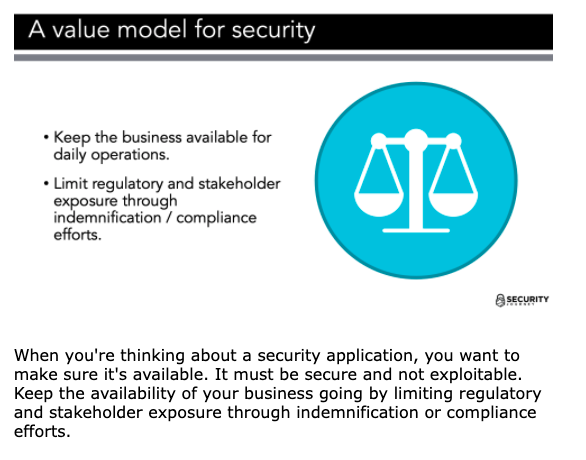 A value model for security
• Keep the business available for
daily operations.
• Limit regulatory and stakeholder
exposure through
indemnification / compliance
efforts.
SECURITY
JOURNEY
When you're thinking about a security application, you want to
make sure it's available. It must be secure and not exploitable.
Keep the availability of your business going by limiting regulatory
and stakeholder exposure through indemnification or compliance
efforts.